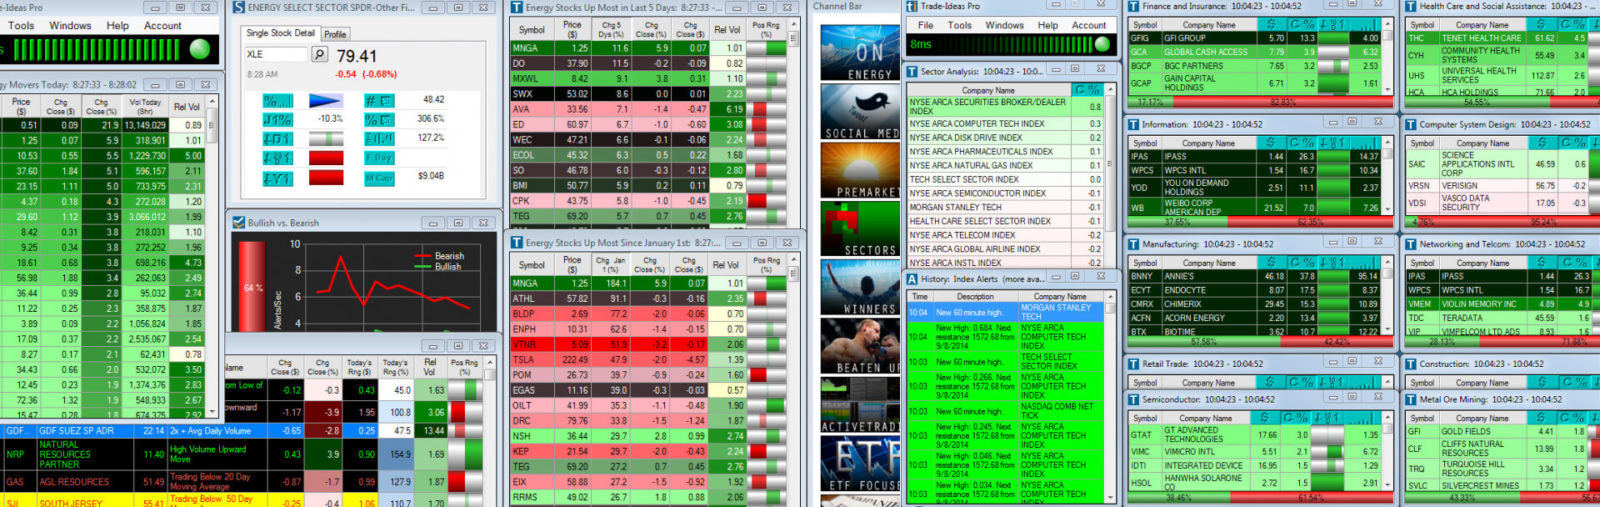 e-Ideas Pro
Tools Windows Help Account
y Movers Today: 8:27:33 - 8:28:02
Price ($) Chg Close ($) Chg Close (%) Vol Today (Shr) Rel Vol
0.51 0.09 21.9 13,149,029 0.89
1.25 0.07 5.9 318,901 1.01
10.53 0.55 5.5 1,229,730 5.00
37.60 1.84 5.1 596,157 2.11
23.15 1.11 5.0 733,975 2.31
4.37 0.18 4.3 272,028 1.20
29.60 1.12 3.9 3,066,012 1.99
8.42 0.31 3.8 218,031 1.10
9.25 0.34 3.8 272,252 1.96
18.61 0.68 3.8 208,697 4.73
56.98 1.88 3.4 262,063 2.49
36.44 0.99 2.8 95,032 2.74
11.22 0.25 2.3 358,875 1.87
3.89 0.09 2.2 1,056,824 1.85
17.09 0.37 2.2 2,535,067 2.54
8.27 0.17 2.1 62,431 0.78
34.43 0.66 2.0 532,072 3.50
12.45 0.23 1.9 1,374,376 2.83
72.36 1.32 1.9 548,933 2.67
15.47 0.28 1.8 674,375 2.92
GDF... GDF SUEZ SP ADR 22.14 2x + Avg Daily Volume -0.65 -2.8 0.25 47.5 13.44
NRP NATURAL RESOURCES PARTNER 11.40 High Volume Upward Move 0.43 3.9 0.90 154.9 1.69
GAS AGL RESOURCES 51.49 Trading Below 20 Day Moving Average -0.87 -1.7 0.99 127.9 1.87
SJI SOUTH JERSEY 55.41 Trading Below 50 Day -0.25 -0.4 1.06 110.7 1.70
ENERGY SELECT SECTOR SPDR-Other Fi...
Single Stock Detail Profile
XLE 79.41
8:28 AM -0.54 (-0.68%)
48.42
-10.3% 306.6%
127.2%
E Day
M Cap $9.04B
Bullish vs. Bearish
64 %
10
8
6
4
Alerts/Sec
Bearish
Bullish
Name Chg Close ($) Chg Close (%) Today's Rng ($) Today's Rng (%) Rel Vol Pos Rng (%)
rom Low of -0.12 -0.3 0.43 45.0 1.63
ownward -1.17 -3.9 1.95 100.8 3.06
Energy Stocks Up Most in Last 5 Days: 8:27:33 - ...
Symbol Price ($) Chg 5 Dys (%) Chg Close (%) Chg Close ($) Rel Vol Pos Rng (%)
MNGA 1.25 11.6 5.9 0.07 1.01
DO 37.90 11.5 -0.2 -0.09 0.82
MXWL 8.42 9.1 3.8 0.31 1.10
SWX 53.02 8.6 0.0 0.01 2.23
AVA 33.56 7.1 -1.4 -0.47 6.19
ED 60.97 6.7 -1.0 -0.60 3.08
WEC 47.21 6.6 -0.1 -0.06 2.24
ECOL 45.32 6.3 0.5 0.22 1.68
SO 46.78 6.0 -0.3 -0.12 2.80
BMI 50.77 5.9 0.2 0.11 0.79
CPK 43.75 5.8 -1.0 -0.45 2.19
TEG 69.20 5.7 0.7 0.45 2.76
Energy Stocks Up Most Since January 1st: 8:27:...
Symbol Price ($) Chg Jan 1 (%) Chg Close (%) Chg Close ($) Rel Vol Pos Rng (%)
MNGA 1.25 184.1 5.9 0.07 1.01
ATHL 57.82 91.1 -0.3 -0.16 2.35
BLDP 2.69 77.2 -2.0 -0.06 0.70
ENPH 10.31 62.6 -1.4 -0.15 0.70
VTNR 5.09 51.9 -3.2 -0.17 2.06
TSLA 222.49 47.9 -2.0 -4.57 1.39
POM 26.73 39.7 -0.9 -0.24 1.60
EGAS 11.16 39.0 -0.3 -0.03 0.57
OILT 41.99 35.3 -1.1 -0.48 1.90
DRC 79.76 33.8 -1.5 -1.24 1.87
NSH 36.44 29.7 2.8 0.99 2.74
KEP 21.54 29.7 -2.0 -0.43 2.24
TEG 69.20 27.2 0.7 0.45 2.76
EIX 58.88 27.2 -1.5 -0.92 1.92
RRMS 49.02 26.7 1.8 0.88 2.06
Channel Bar
ON ENERGY
SOCIAL MED
PREMARKET
SECTORS
WINNERS
BEATEN UP
ACTIVETRADI
ETF
ETF FOCUS
Trade-Ideas Pro
File Tools Windows Help Account
8ms
Sector Analysis: 10:04:23 - 10:0...
Company Name C %
NYSE ARCA SECURITIES BROKER/DEALER INDEX 0.8
NYSE ARCA COMPUTER TECH INDEX 0.3
NYSE ARCA DISK DRIVE INDEX 0.2
NYSE ARCA PHARMACEUTICALS INDEX 0.1
NYSE ARCA NATURAL GAS INDEX 0.1
TECH SELECT SECTOR INDEX 0.0
NYSE ARCA SEMICONDUCTOR INDEX -0.1
MORGAN STANLEY TECH -0.1
HEALTH CARE SELECT SECTOR INDEX -0.1
NYSE ARCA TELECOM INDEX -0.2
NYSE ARCA GLOBAL AIRLINE INDEX -0.2
NYSE ARCA INSTL INDEX -0.2
History: Index Alerts (more ava...
Time Description Company Name
10:04 New 60 minute high. MORGAN STANLEY TECH
10:04 New High: 0.684. Next resistance 1572.68 from 9/8/2014 NYSE ARCA COMPUTER TECH INDEX
10:03 New 60 minute high. TECH SELECT SECTOR INDEX
10:03 New High: 0.266. Next resistance 1572.68 from 9/8/2014 NYSE ARCA COMPUTER TECH INDEX
10:03 New 60 minute high. NASDAQ COMB NET TICK
10:03 New High: 0.245. Next resistance 1572.68 from 9/8/2014 NYSE ARCA COMPUTER TECH INDEX
10:03 New High: 0.046. Next resistance 1572.68 from 9/8/2014 NYSE ARCA COMPUTER TECH INDEX
10:03 New High: 0.034. Next resistance 1572.68 from 9/8/2014 NYSE ARCA COMPUTER TECH INDEX
Finance and Insurance: 10:04:23 - 10:04:52
Symbol Company Name $ C %
GFIG GFI GROUP 5.70 13.3 4.00
GCA GLOBAL CASH ACCESS 7.79 3.9 6.32
BGCP BGC PARTNERS 7.65 3.2 2.53
GCAP GAIN CAPITAL HOLDINGS 6.71 3.2 1.61
17.17% 82.83%
Information: 10:04:23 - 10:04:52
Symbol Company Name $ C %
IPAS IPASS 1.44 26.3 14.37
WPCS WPCS INTL 1.54 16.7 10.34
YOD YOU ON DEMAND HOLDINGS 2.51 11.1 2.37
WB WEIBO CORP AMERICAN DEP 21.52 7.0 7.26
37.65% 62.35%
Manufacturing: 10:04:23 - 10:04:52
Symbol Company Name $ C %
BNNY ANNIE'S 46.18 37.8 95.14
ECYT ENDOCYTE 8.07 17.5 8.37
CMRX CHIMERIX 29.45 15.3 10.89
ACFN ACORN ENERGY 2.20 13.4 3.97
BTX BIOTIME 3.62 10.7 12.22
57.58% 42.42%
Retail Trade: 10:04:23 - 10:04:52
Symbol Company Name $ C %
Semiconductor: 10:04:23 - 10:04:52
Symbol Company Name $ C %
GTAT GT ADVANCED TECHNOLOGIES 17.66 3.0 1.35
VIMC VIMICRO INTL 5.51 2.1 6.72
IDTI INTEGRATED DEVICE 16.95 1.5 1.29
HSOL HANWHA SOLARONE CO 2.72 1.5 2.91
38.46% 61.54%
Health Care and Social Assistance: 10:04:23 - ...
Symbol Company Name $ C %
THC TENET HEALTH CARE 61.62 4.5
CYH COMMUNITY HEALTH SYSTEMS 55.49 3.4
UHS UNIVERSAL HEALTH SERVICES 112.87 2.6
HCA HCA HOLDINGS 71.66 2.0
54.55%
Computer System Design: 10:04:23 - 10:04:52
Symbol Company Name $ C %
SAIC SCIENCE APPLICATIONS INTL CORP 46.59 0.6
VRSN VERISIGN 56.75 -0.2
VDSI VASCO DATA SECURITY 17.05 -0.3
4.76% 95.24%
Networking and Telcom: 10:04:23 - 10:04:52
Symbol Company Name $ C %
IPAS IPASS 1.44 26.3
WPCS WPCS INTL 1.54 16.7
VMEM VIOLIN MEMORY INC 4.89 4.9
TDC TERADATA 45.59 1.6
VIP VIMPELCOM LTD ADS 8.93 1.6
28.13% 71.88%
Construction: 10:04:23 - 10:04:52
Symbol Company Name $ C %
Metal Ore Mining: 10:04:23 - 10:04:52
Symbol Company Name $ C %
GFI GOLD FIELDS 4.41 1.8
CLF CLIFFS NATURAL RESOURCES 13.99 1.8
TRQ TURQUOISE HILL RESOURCES 3.34 1.2
SVLC SILVERCREST MINES 1.73 1.2
43.33% 56.67